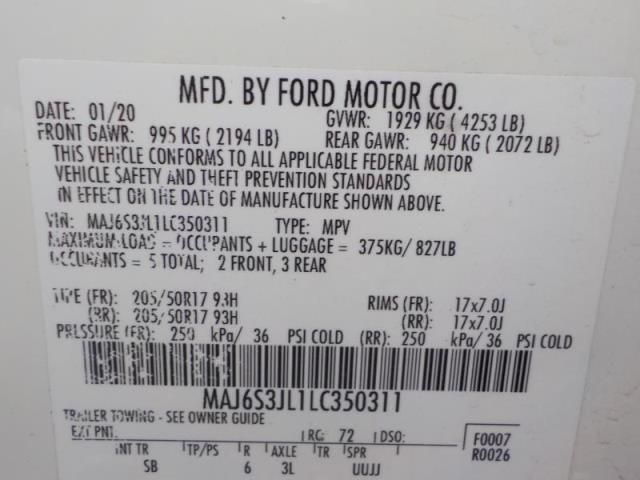 MFD. BY FORD MOTOR CO.
DATE: 01/20 GVWR: 1929 KG ( 4253 LB)
FRONT GAWR: 995 KG ( 2194 LB) REAR GAWR: 940 KG ( 2072 LB)
THIS VEHICLE CONFORMS TO ALL APPLICABLE FEDERAL MOTOR
VEHICLE SAFETY AND THEFT PREVENTION STANDARDS
IN EFFECT ON THE DATE OF MANUFACTURE SHOWN ABOVE.
VIN: MAJ6S3JL1LC350311 TYPE: MPV
MAXIMUM LOAD = OCCUPANTS + LUGGAGE = 375KG/ 827LB
OCCUPANTS = 5 TOTAL; 2 FRONT, 3 REAR
TIRE (FR): 205/50R17 93H RIMS (FR): 17x7.0J
(RR): 205/50R17 93H (RR): 17x7.0J
PRESSURE (FR): 250 kPa/ 36 PSI COLD (RR): 250 kPa/ 36 PSI COLD
MAJ6S3JL1LC350311
TRAILER TOWING - SEE OWNER GUIDE
EXT PNT: RC: 72 DSO: F0007
INT TR TP/PS R AXLE TR SPR R0026
SB 6 3L UUJJ